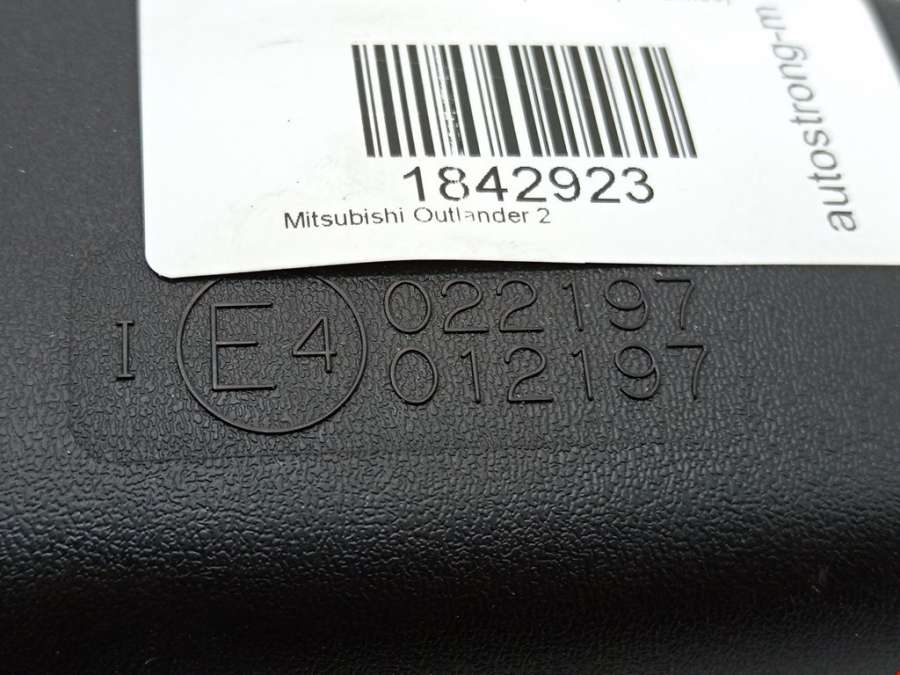 1842923
Mitsubishi Outlander 2
autostrong-m
I E4 022197
012197